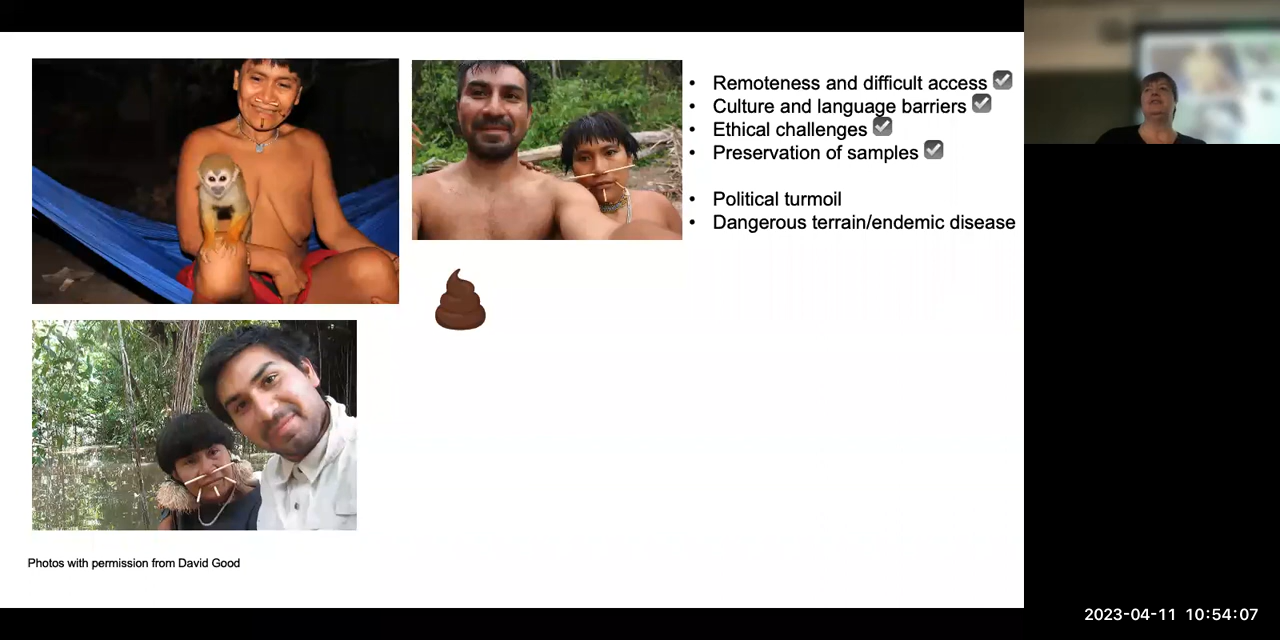 • Remoteness and difficult access
• Culture and language barriers
• Ethical challenges
• Preservation of samples
• Political turmoil
• Dangerous terrain/endemic disease
Photos with permission from David Good
2023-04-11 10:54:07